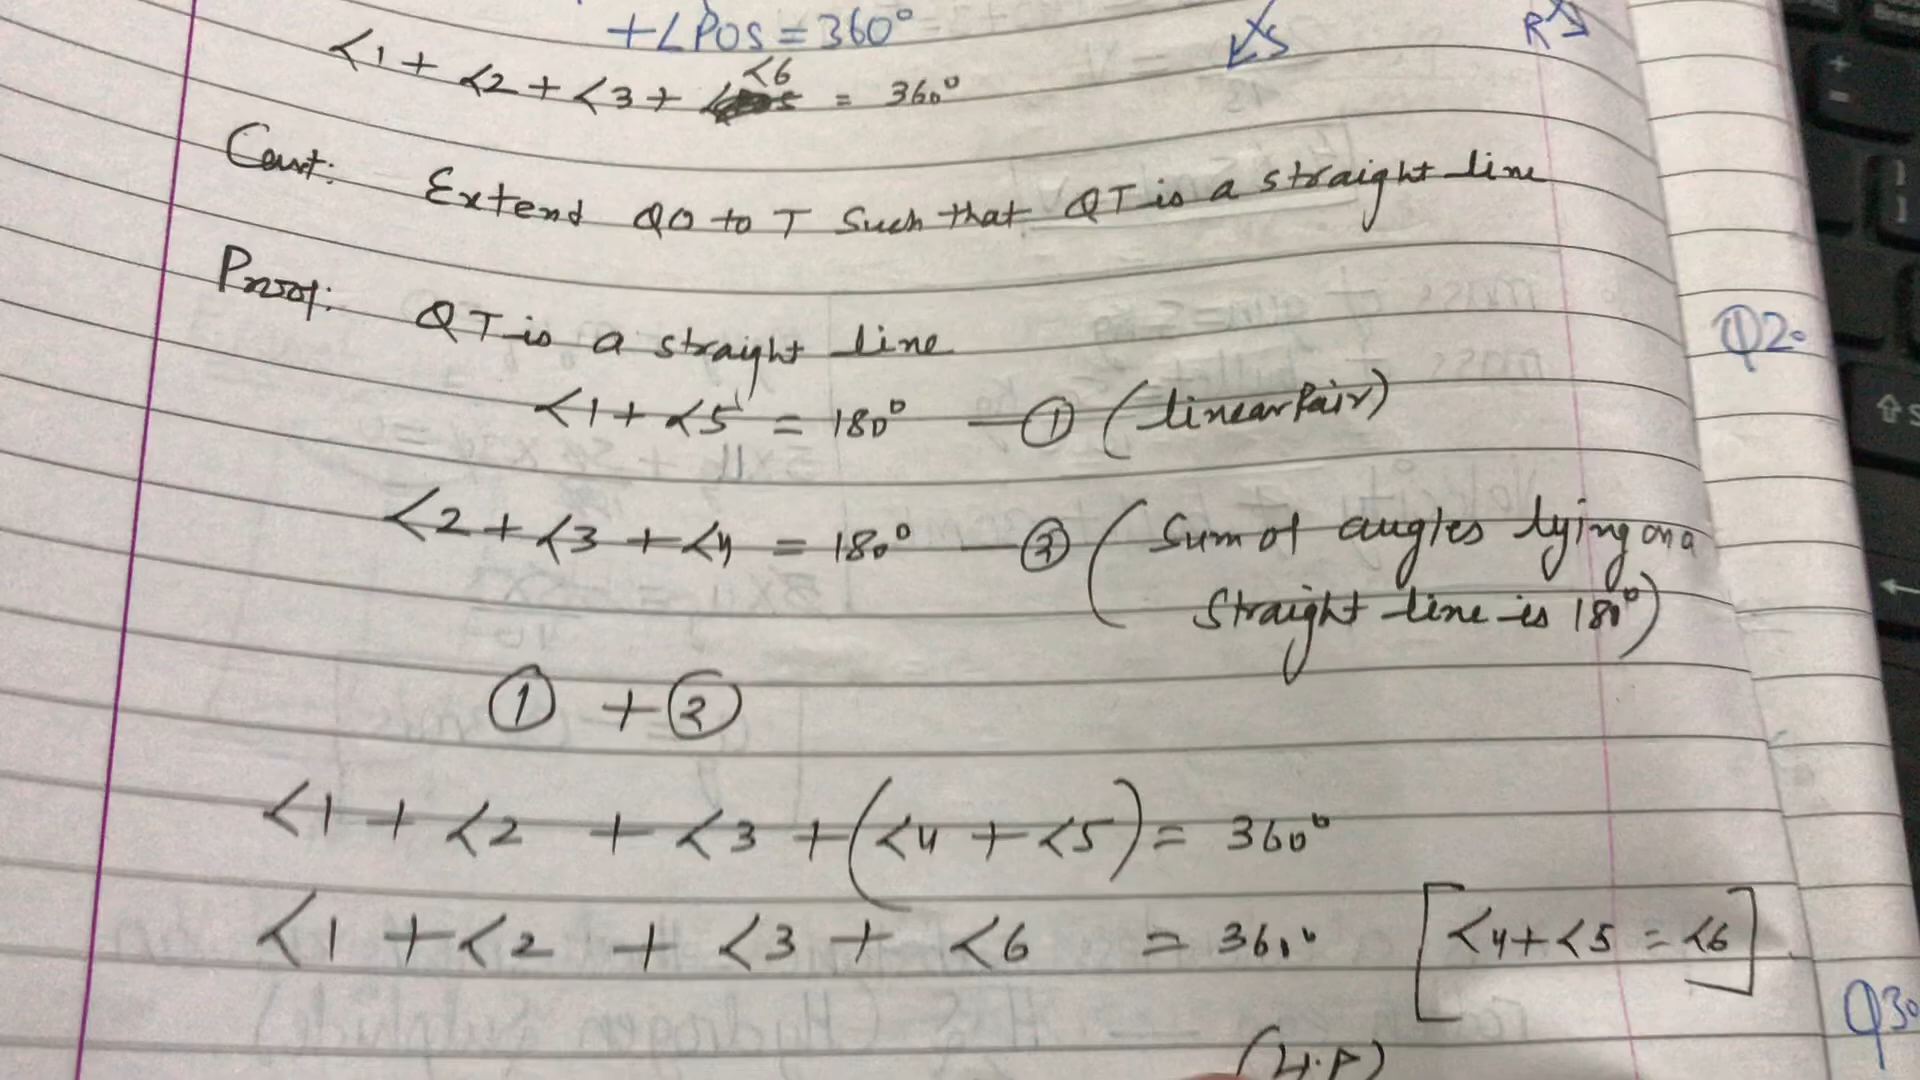 +∠POS = 360°
S
R
∠1 + ∠2 + ∠3 + ∠6 = 360°
Const: Extend QO to T Such that QT is a straight line
Proof: QT is a straight line
∠1 + ∠5 = 180° — ① (linear Pair)
∠2 + ∠3 + ∠4 = 180° — ② (Sum of angles lying on a
Straight line is 180°)
① + ②
∠1 + ∠2 + ∠3 + (∠4 + ∠5) = 360°
∠1 + ∠2 + ∠3 + ∠6 = 360° [∠4 + ∠5 = ∠6]
(H.P)
Q2.
Q3.